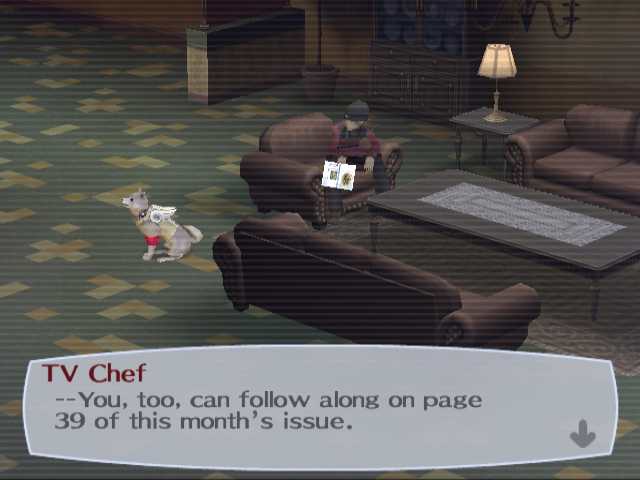 TV Chef
--You, too, can follow along on page
39 of this month's issue.